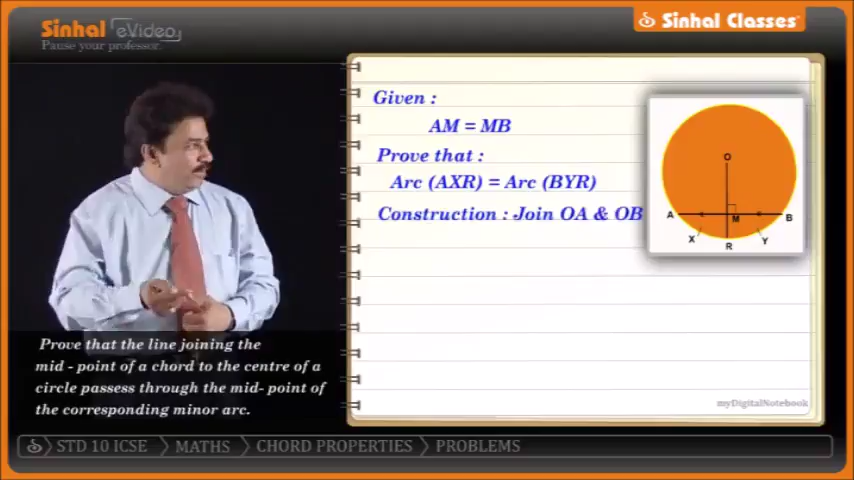 Sinhal eVideo
Pause your professor.
Sinhal Classes
Given :
AM = MB
Prove that :
Arc (AXR) = Arc (BYR)
Construction : Join OA & OB
O
A
M
B
X
R
Y
Prove that the line joining the
mid - point of a chord to the centre of a
circle passess through the mid- point of
the corresponding minor arc.
myDigitalNotebook
STD 10 ICSE > MATHS > CHORD PROPERTIES > PROBLEMS